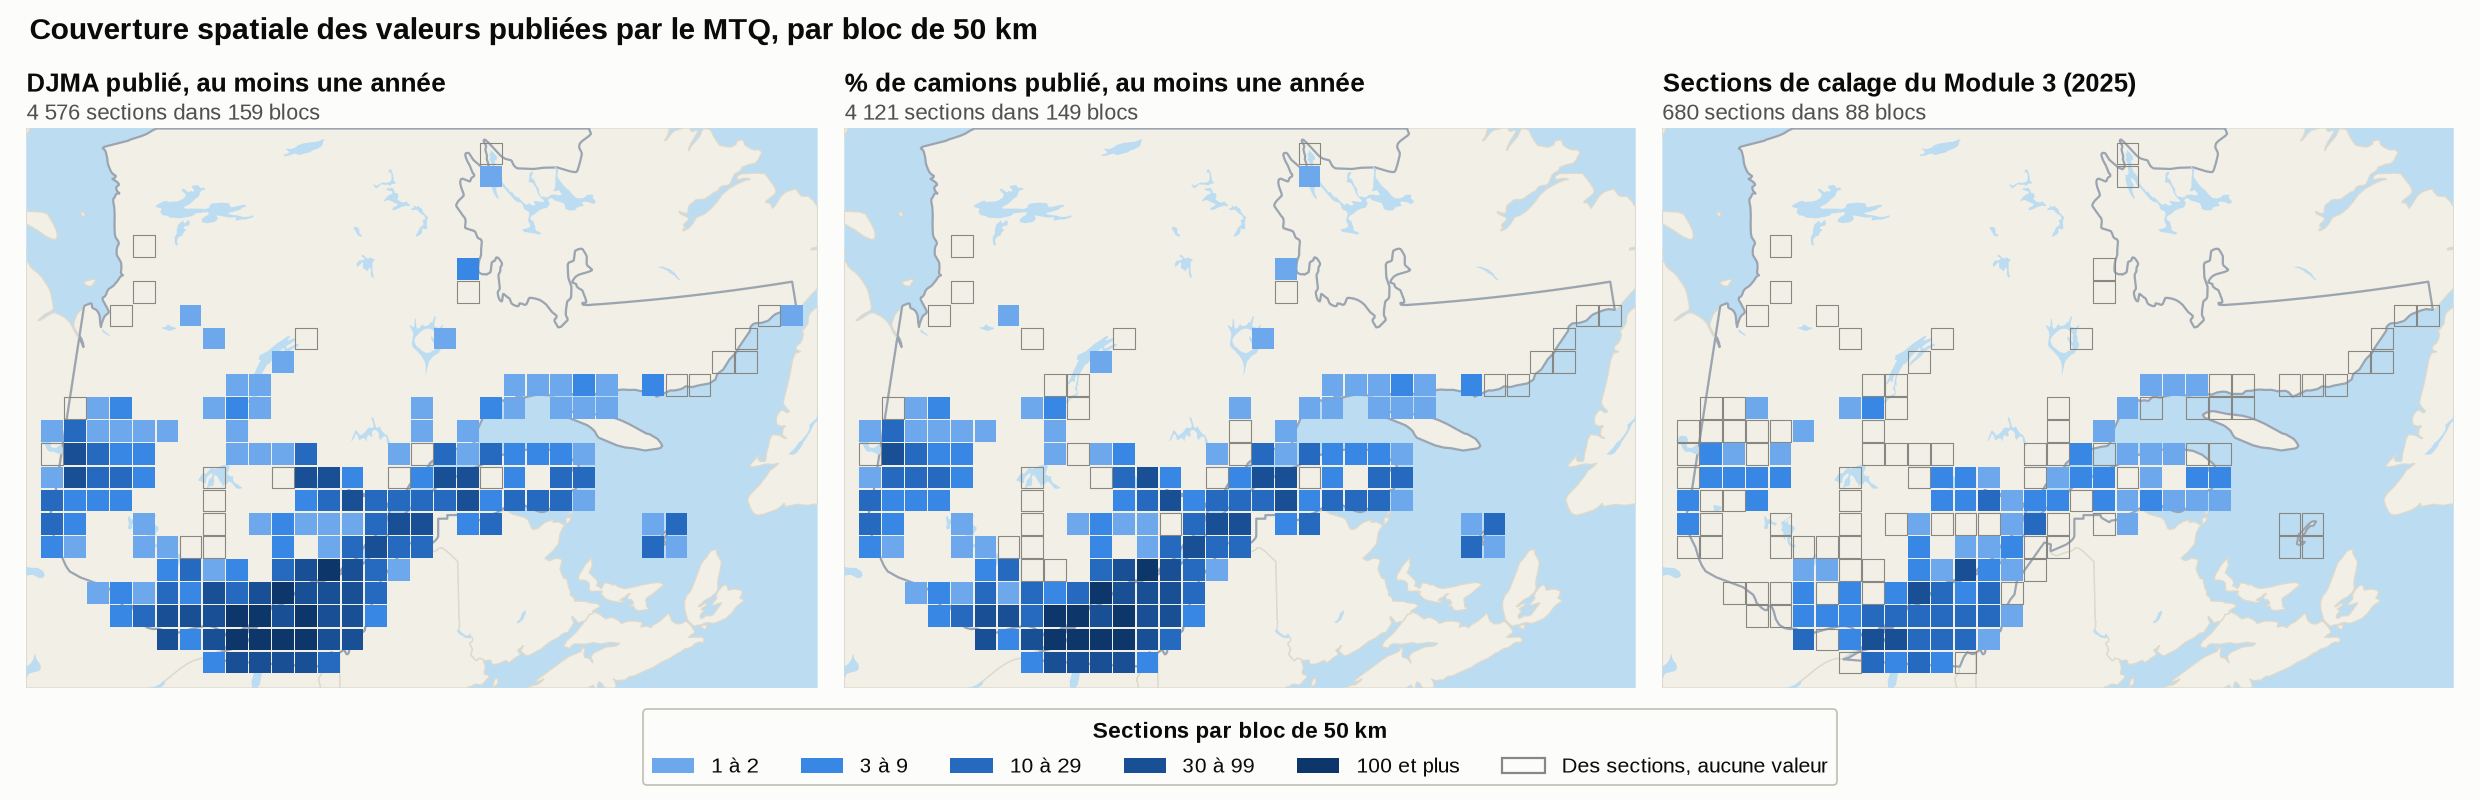 Couverture spatiale des valeurs publiées par le MTQ, par bloc de 50 km
DJMA publié, au moins une année
4 576 sections dans 159 blocs
% de camions publié, au moins une année
4 121 sections dans 149 blocs
Sections de calage du Module 3 (2025)
680 sections dans 88 blocs
Sections par bloc de 50 km
1 à 2 3 à 9 10 à 29 30 à 99 100 et plus Des sections, aucune valeur